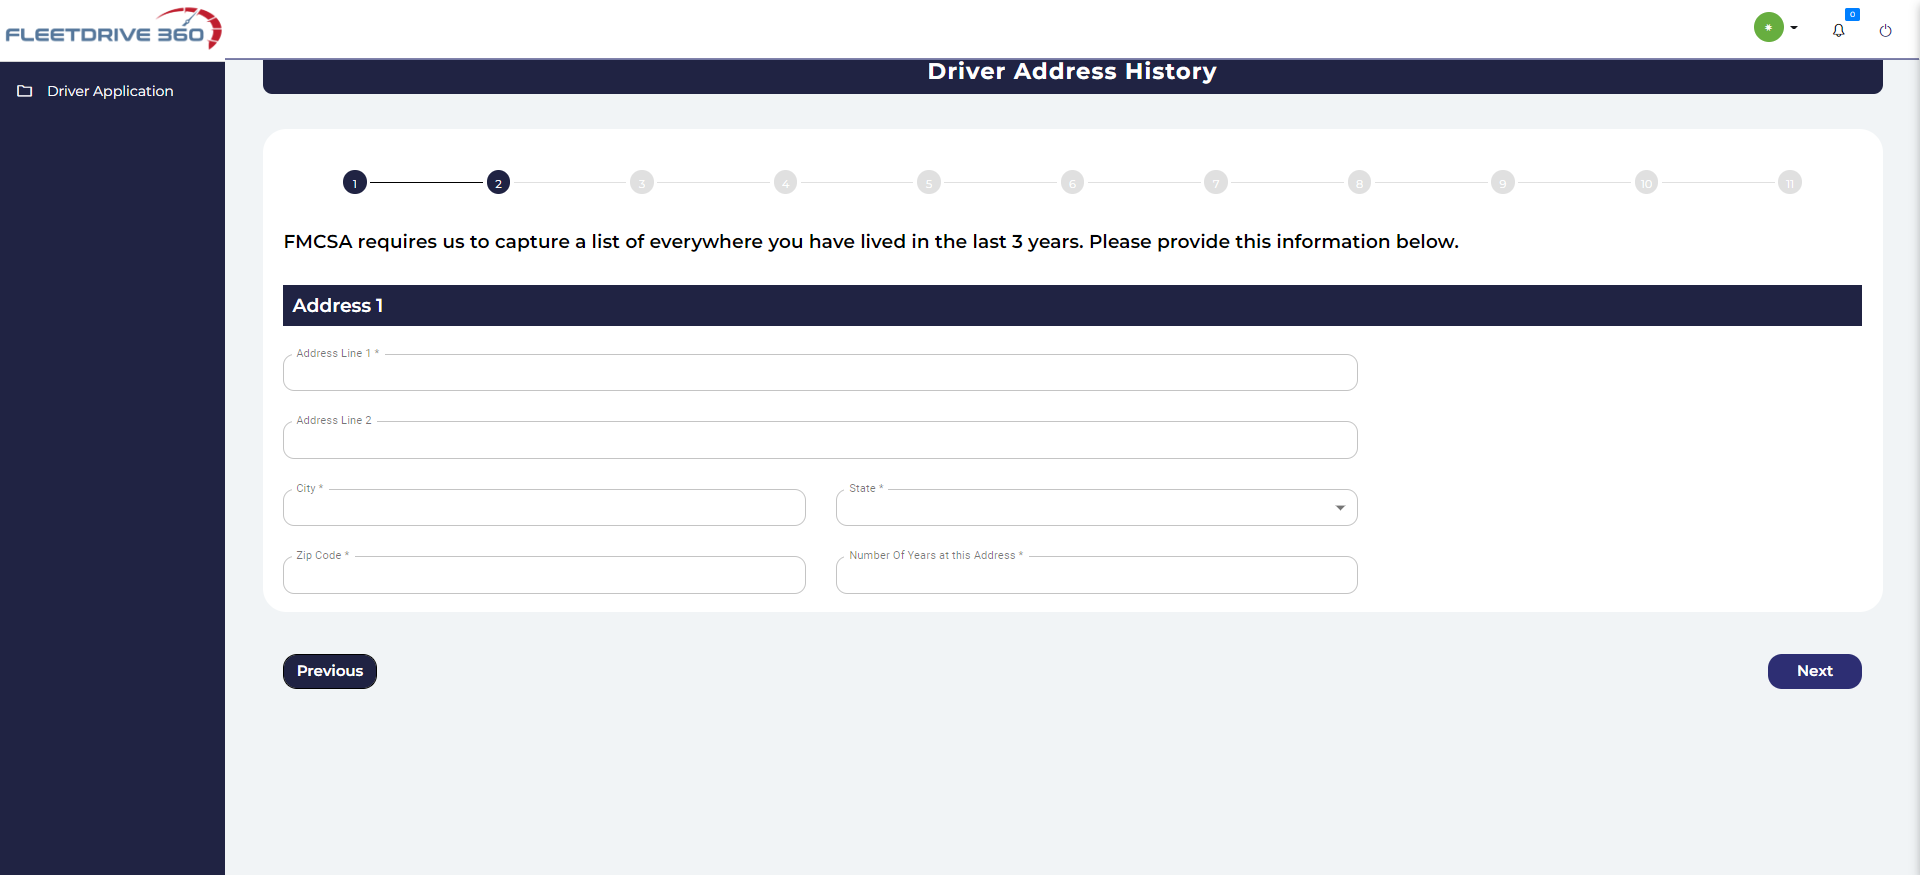 FLEETDRIVE 360
0
Driver Application
Driver Address History
1 2 3 4 5 6 7 8 9 10 11
FMCSA requires us to capture a list of everywhere you have lived in the last 3 years. Please provide this information below.
Address 1
Address Line 1 *
Address Line 2
City * State *
Zip Code * Number Of Years at this Address *
Previous Next